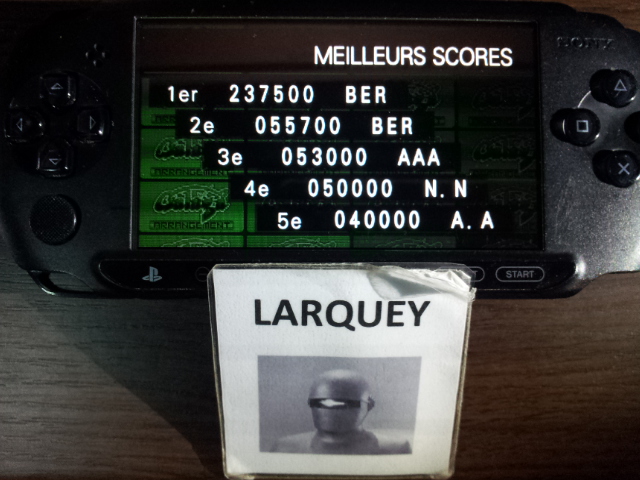 SONY
MEILLEURS SCORES
1er 237500 BER
2e 055700 BER
3e 053000 AAA
4e 050000 N.N
5e 040000 A.A
START
LARQUEY